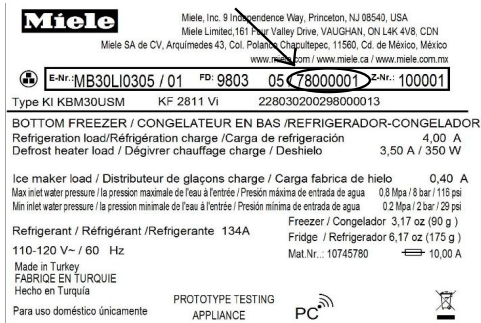 Miele
Miele, Inc. 9 Independence Way, Princeton, NJ 08540, USA
Miele Limited,161 Four Valley Drive, VAUGHAN, ON L4K 4V8, CDN
Miele SA de CV, Arquímedes 43, Col. Polanco Chapultepec, 11560, Cd. de México, México
www.miele.com / www.miele.ca / www.miele.com.mx
E-Nr.: MB30LI0305 / 01 FD: 9803 05 78000001 Z-Nr.: 100001
Type KI KBM30USM KF 2811 Vi 228030200298000013
BOTTOM FREEZER / CONGELATEUR EN BAS /REFRIGERADOR-CONGELADOR
Refrigeration load/Réfrigération charge /Carga de refrigeración 4,00 A
Defrost heater load / Dégivrer chauffage charge / Deshielo 3,50 A / 350 W
Ice maker load / Distributeur de glaçons charge / Carga fabrica de hielo 0,40 A
Max inlet water pressure / la pression maximale de l'eau à l'entrée / Presión máxima de entrada de agua 0.8 Mpa / 8 bar / 116 psi
Min inlet water pressure / la pression minimale de l'eau à l'entrée / Presión mínima de entrada de agua 0.2 Mpa / 2 bar / 29 psi
Refrigerant / Réfrigérant /Refrigerante 134A
Freezer / Congelador 3,17 oz (90 g )
Fridge / Refrigerador 6,17 oz (175 g )
110-120 V~ / 60 Hz
Mat.Nr.: 10745780 10,00 A
Made in Turkey
FABRIQE EN TURQUIE
Hecho en Turquía
Para uso doméstico únicamente
PROTOTYPE TESTING
APPLIANCE
PC